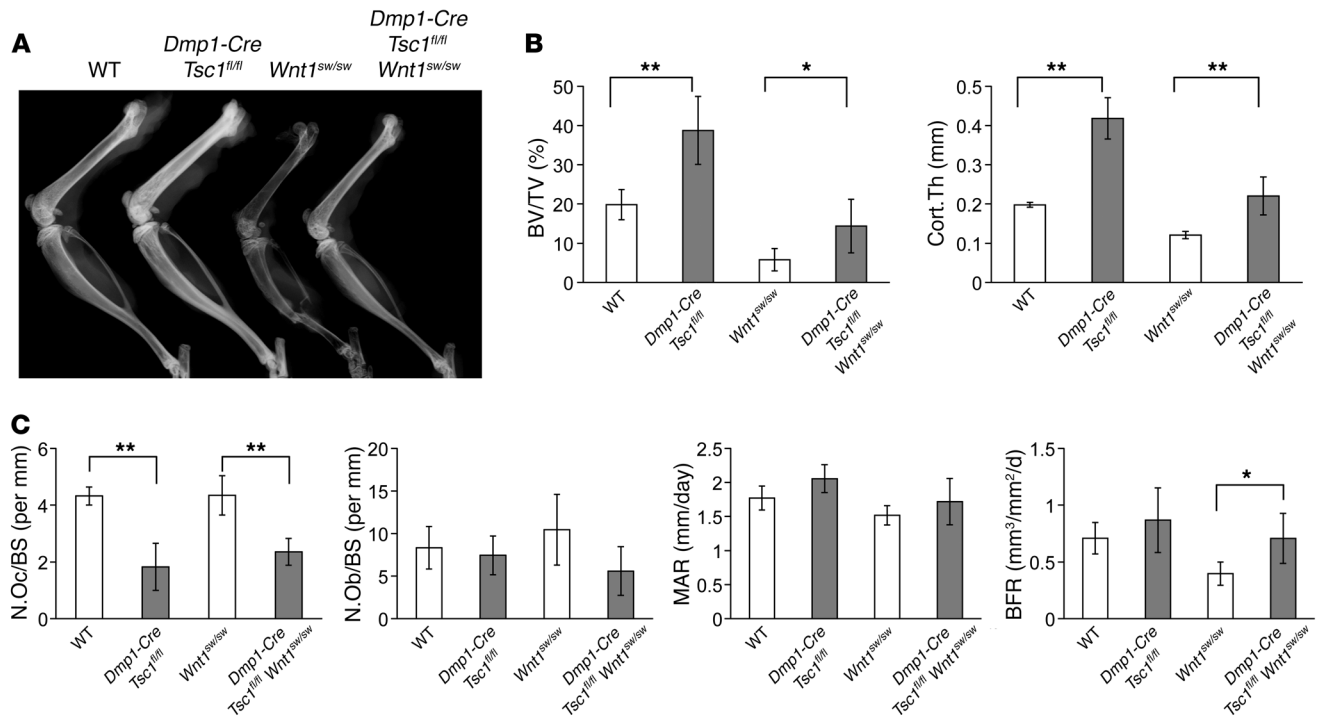 A
WT
Dmp1-Cre
Tsc1fl/fl
Wnt1sw/sw
Dmp1-Cre
Tsc1fl/fl
Wnt1sw/sw
B
BV/TV (%)
50
40
30
20
10
0
**
*
WT
Dmp1-Cre
Tsc1fl/fl
Wnt1sw/sw
Dmp1-Cre
Tsc1fl/fl
Wnt1sw/sw
Cort.Th (mm)
0.5
0.4
0.3
0.2
0.1
0
**
**
WT
Dmp1-Cre
Tsc1fl/fl
Wnt1sw/sw
Dmp1-Cre
Tsc1fl/fl
Wnt1sw/sw
C
N.Oc/BS (per mm)
6
4
2
0
**
**
WT
Dmp1-Cre
Tsc1fl/fl
Wnt1sw/sw
Dmp1-Cre
Tsc1fl/fl Wnt1sw/sw
N.Ob/BS (per mm)
20
15
10
5
0
WT
Dmp1-Cre
Tsc1fl/fl
Wnt1sw/sw
Dmp1-Cre
Tsc1fl/fl Wnt1sw/sw
MAR (mm/day)
2.5
2
1.5
1
0.5
0
WT
Dmp1-Cre
Tsc1fl/fl
Wnt1sw/sw
Dmp1-Cre
Tsc1fl/fl Wnt1sw/sw
BFR (mm3/mm2/d)
1.5
1
0.5
0
*
WT
Dmp1-Cre
Tsc1fl/fl
Wnt1sw/sw
Dmp1-Cre
Tsc1fl/fl Wnt1sw/sw